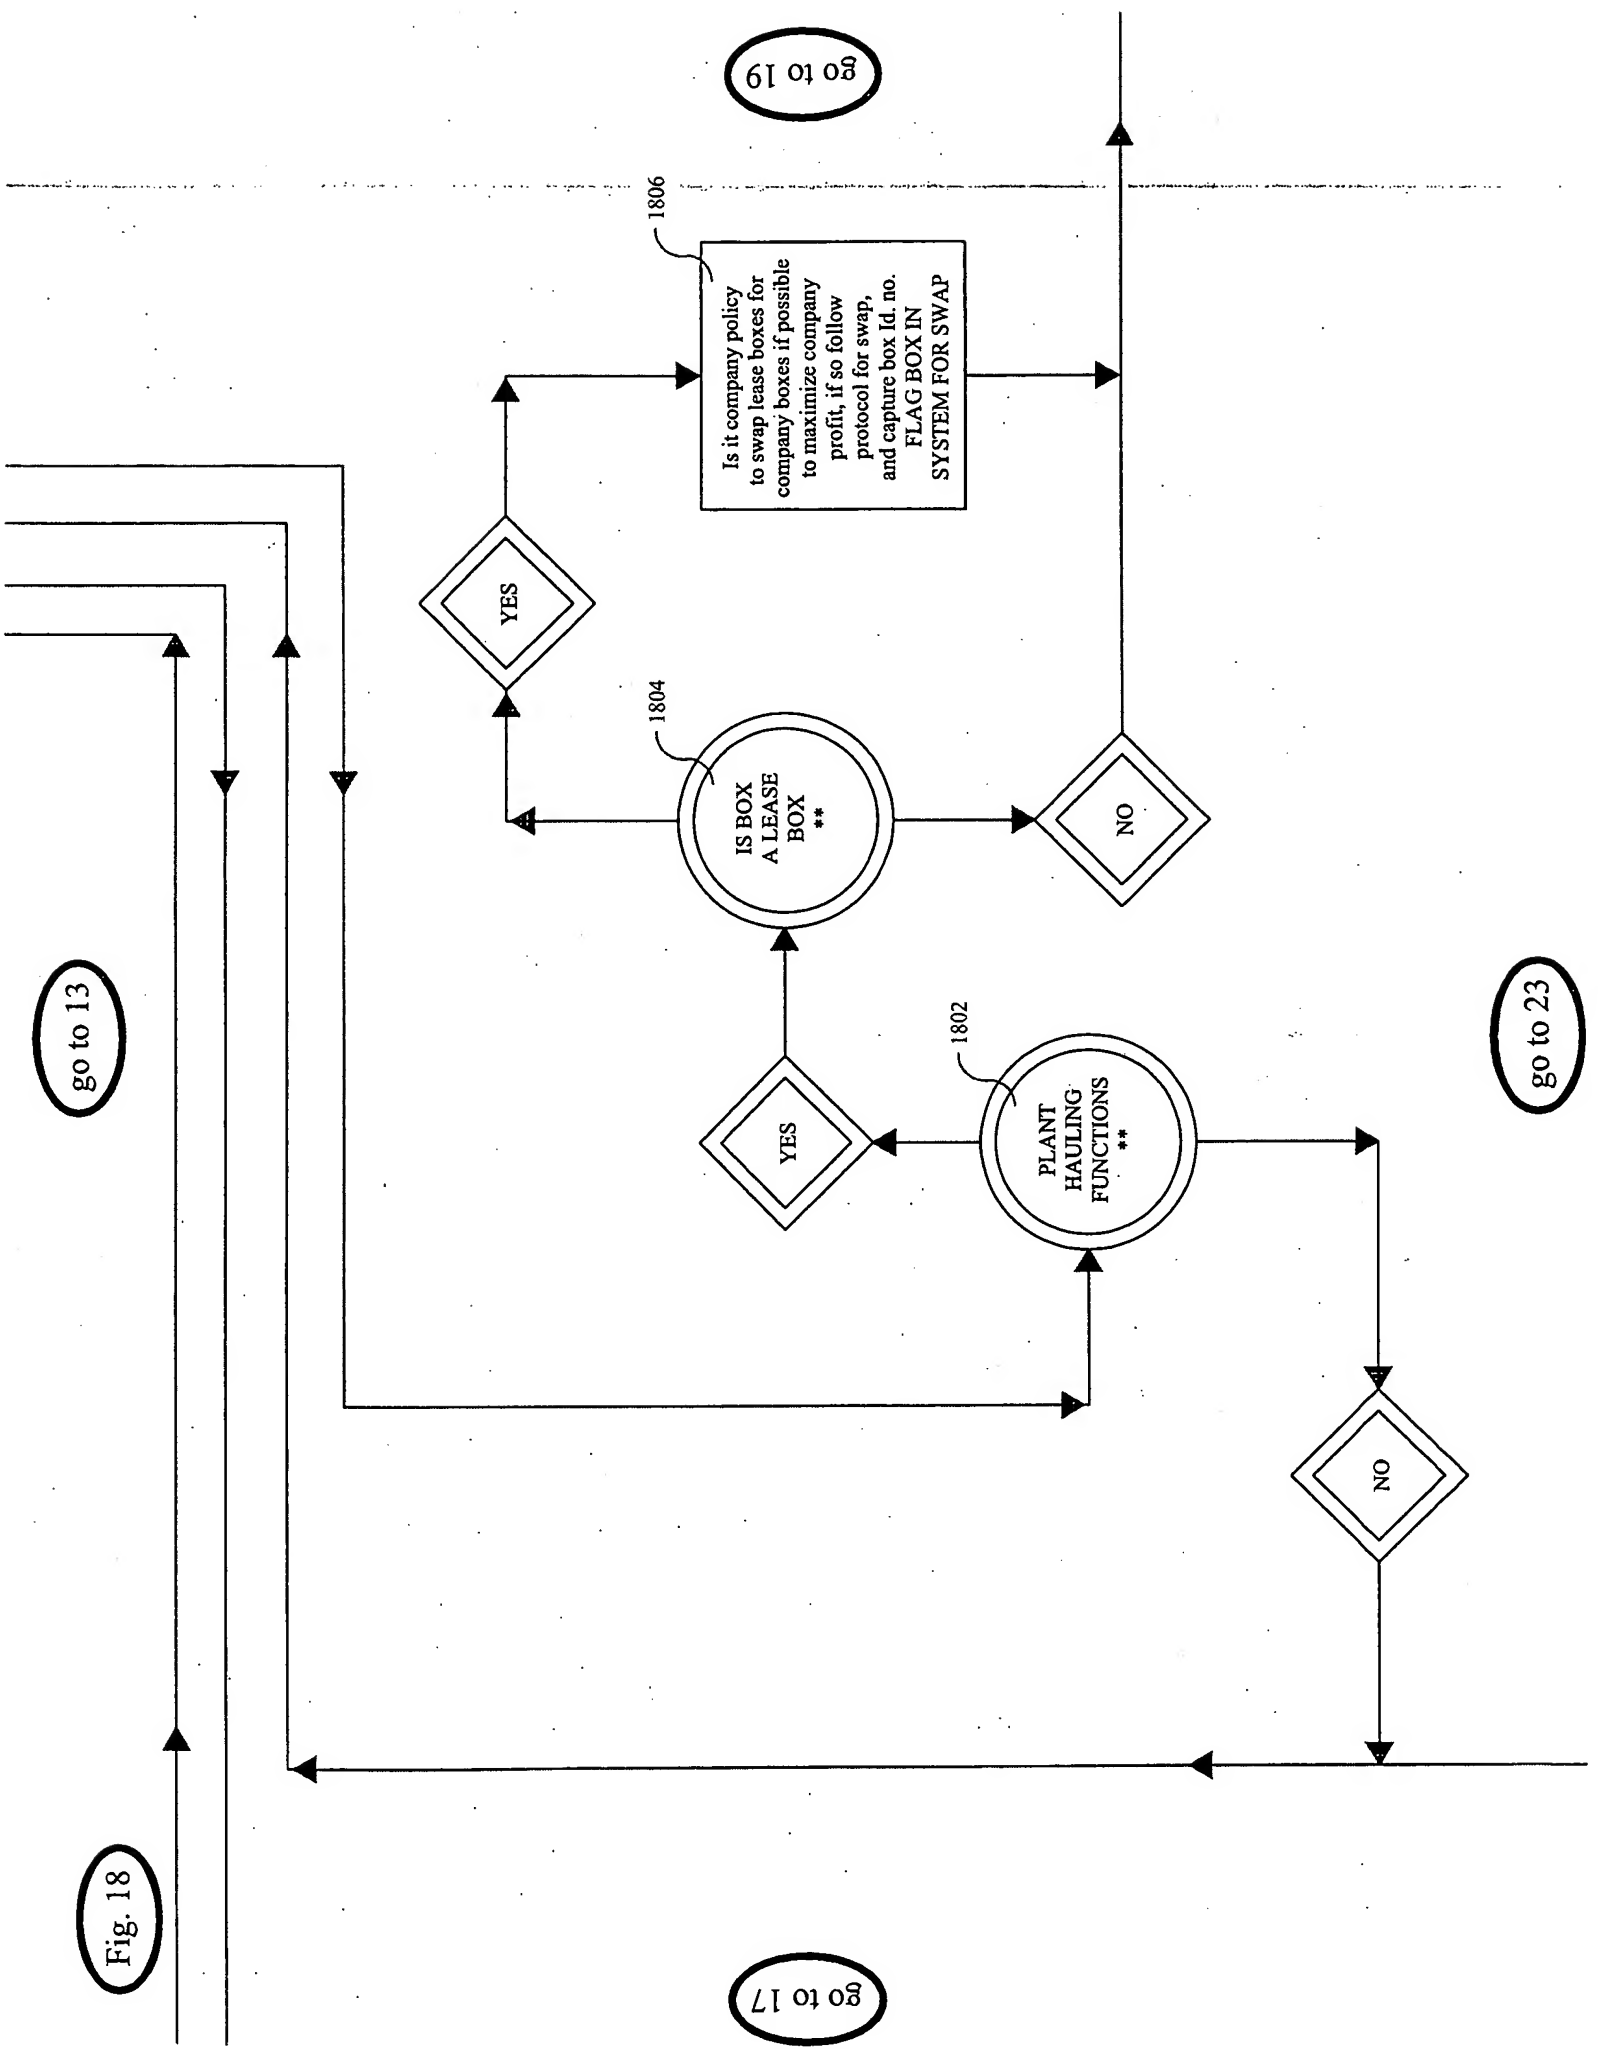 Fig. 18
go to 13
go to 17
go to 19
go to 23
YES
1804
IS BOX
A LEASE
BOX
**
1806
Is it company policy
to swap lease boxes for
company boxes if possible
to maximize company
profit, if so follow
protocol for swap,
and capture box Id. no.
FLAG BOX IN
SYSTEM FOR SWAP
YES
NO
1802
PLANT
HAULING
FUNCTIONS
**
NO